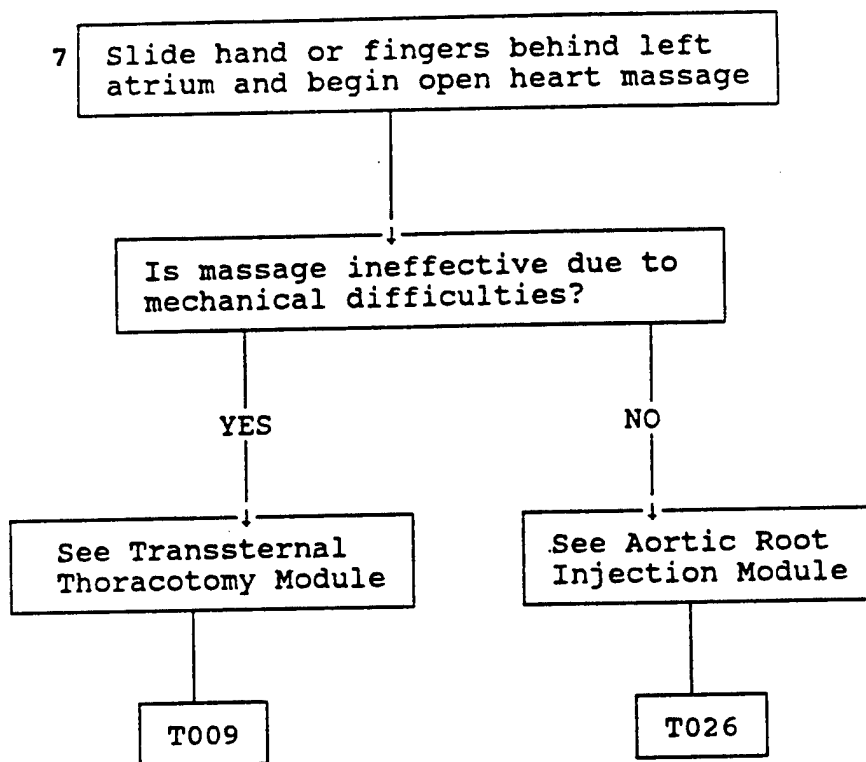 7
Slide hand or fingers behind left
atrium and begin open heart massage
Is massage ineffective due to
mechanical difficulties?
YES
NO
See Transsternal
Thoracotomy Module
See Aortic Root
Injection Module
T009
T026